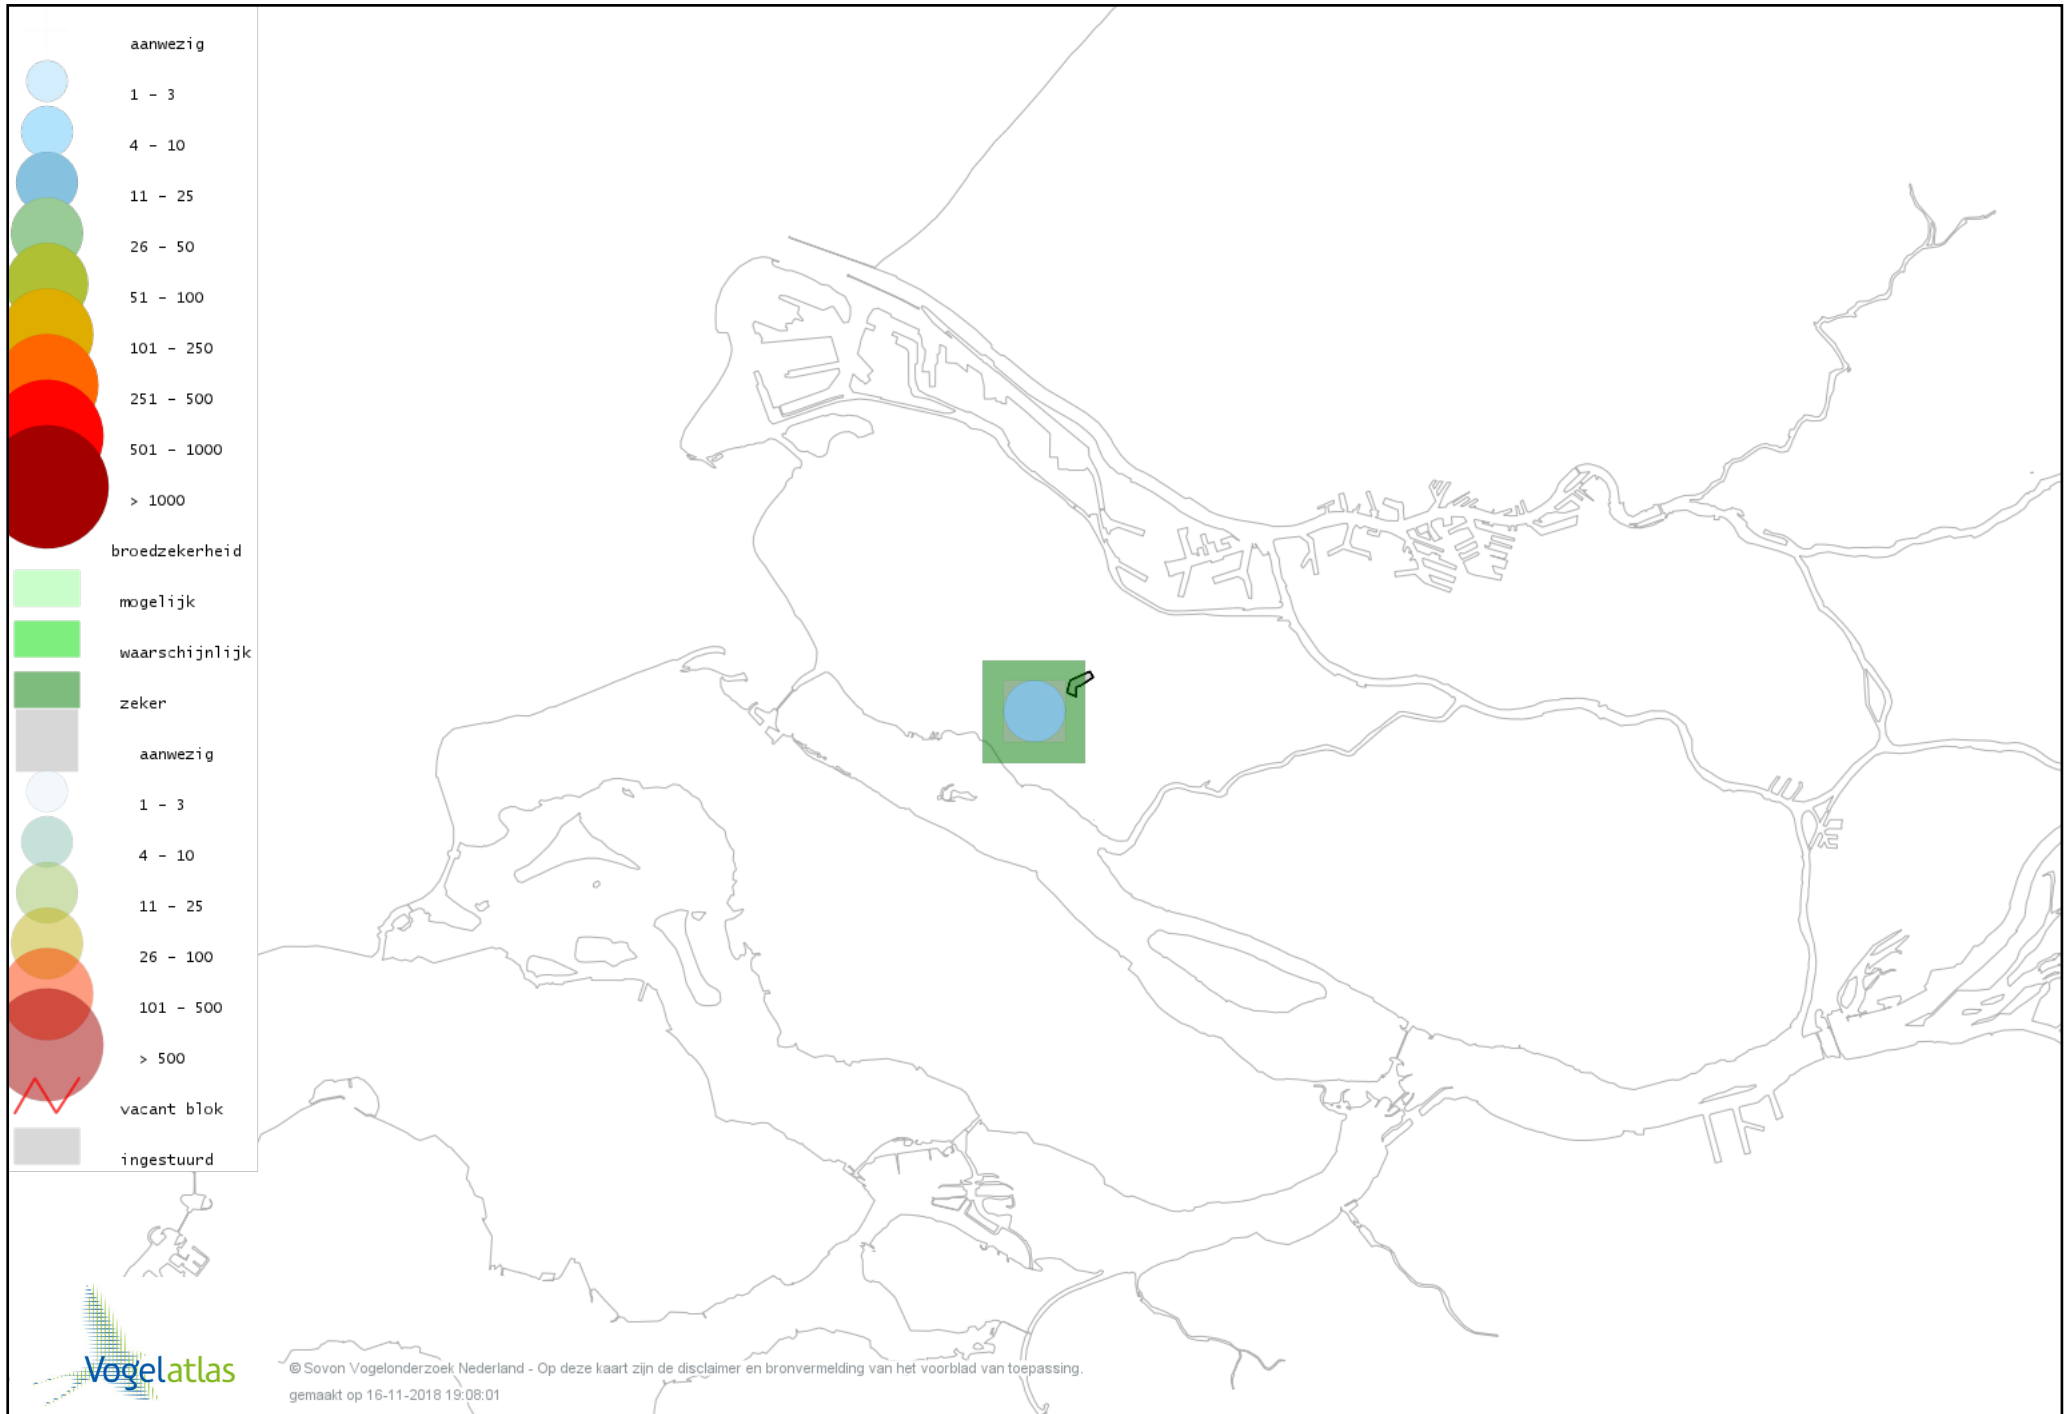 aanwezig
1 - 3
4 - 10
11 - 25
26 - 50
51 - 100
101 - 250
251 - 500
501 - 1000
> 1000
broedzekerheid
mogelijk
waarschijnlijk
zeker
aanwezig
1 - 3
4 - 10
11 - 25
26 - 100
101 - 500
> 500
vacant blok
ingestuurd
Vogelatlas
© Sovon Vogelonderzoek Nederland - Op deze kaart zijn de disclaimer en bronvermelding van het voorblad van toepassing.
gemaakt op 16-11-2018 19:08:01